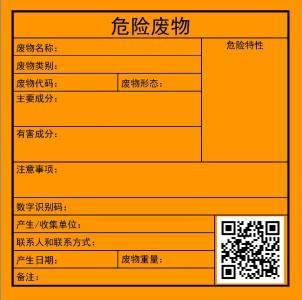 危险废物
废物名称：
危险特性
废物类别：
废物代码： 废物形态：
主要成分：
有害成分：
注意事项：
数字识别码：
产生/收集单位：
联系人和联系方式：
产生日期： 废物重量：
备注：